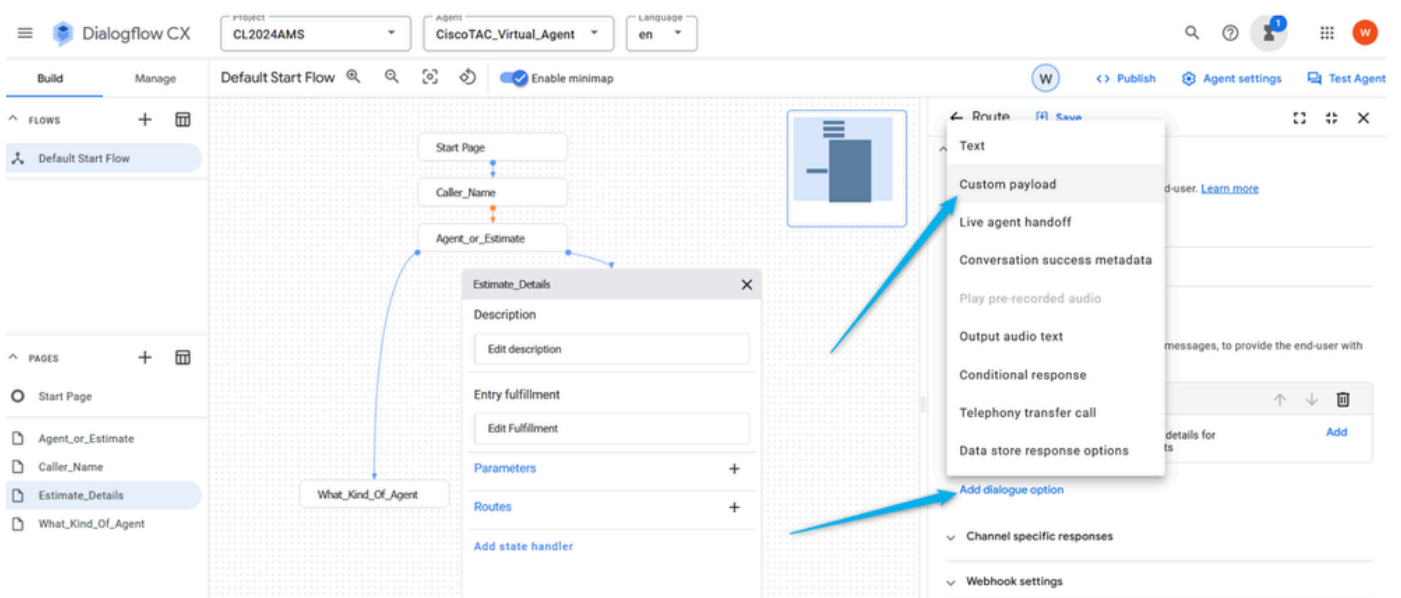 Dialogflow CX
Project
CL2024AMS
Agent
CiscoTAC_Virtual_Agent
Language
en
1
W
Build
Manage
Default Start Flow
Enable minimap
W
Publish
Agent settings
Test Agent
FLOWS
Default Start Flow
PAGES
Start Page
Agent_or_Estimate
Caller_Name
Estimate_Details
What_Kind_Of_Agent
Start Page
Caller_Name
Agent_or_Estimate
What_Kind_Of_Agent
Estimate_Details
Description
Edit description
Entry fulfillment
Edit Fulfillment
Parameters
Routes
Add state handler
Route
Save
Text
Custom payload
Live agent handoff
Conversation success metadata
Play pre-recorded audio
Output audio text
Conditional response
Telephony transfer call
Data store response options
d-user. Learn more
messages, to provide the end-user with
details for
ts
Add
Add dialogue option
Channel specific responses
Webhook settings